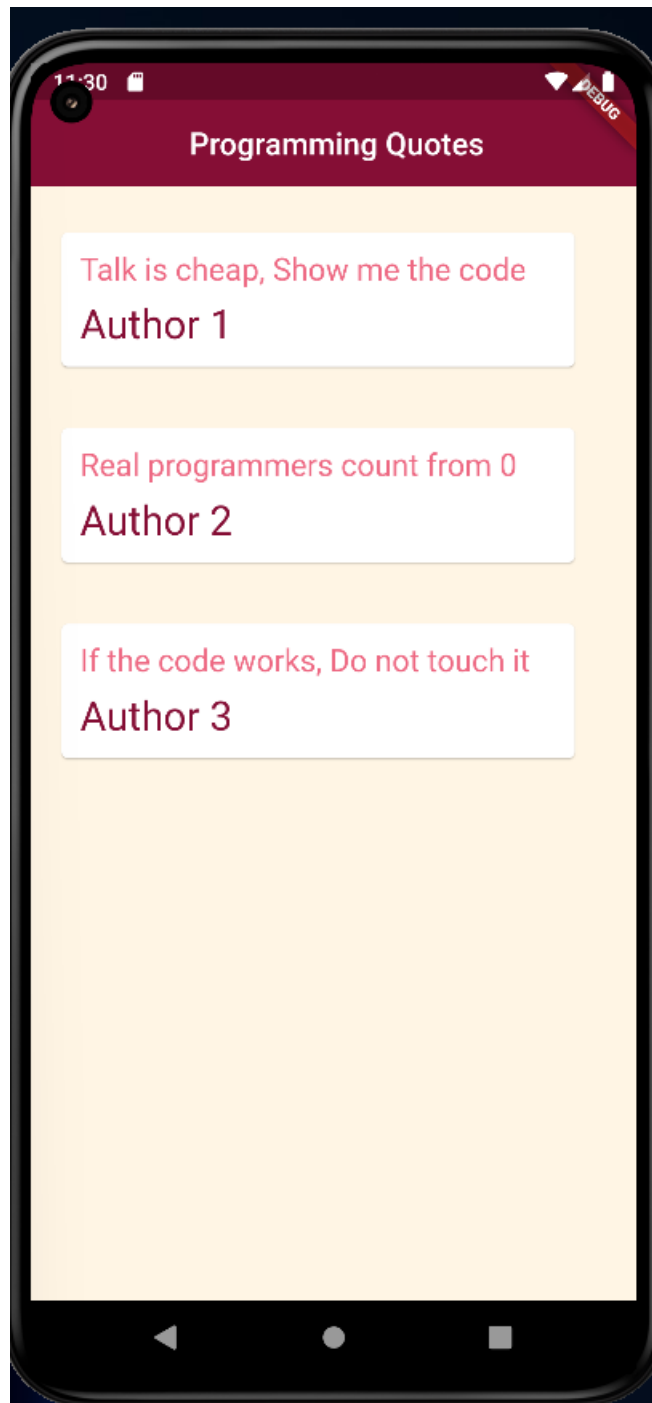 11:30
DEBUG
Programming Quotes
Talk is cheap, Show me the code
Author 1
Real programmers count from 0
Author 2
If the code works, Do not touch it
Author 3